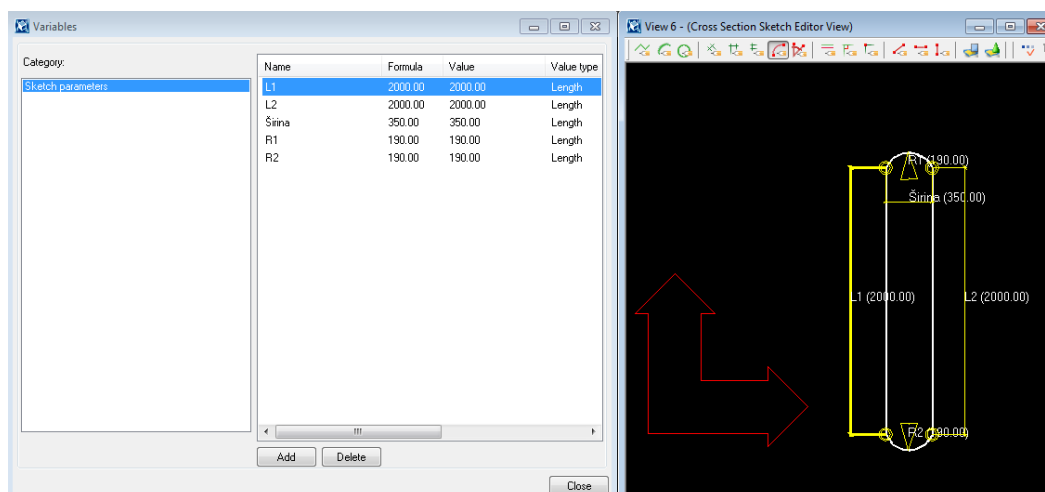 Variables
Category:
Sketch parameters
Name Formula Value Value type
L1 2000.00 2000.00 Length
L2 2000.00 2000.00 Length
Širina 350.00 350.00 Length
R1 190.00 190.00 Length
R2 190.00 190.00 Length
Add Delete
Close
View 6 - (Cross Section Sketch Editor View)
R1 (190.00)
Širina (350.00)
L1 (2000.00) L2 (2000.00)
R2 (190.00)